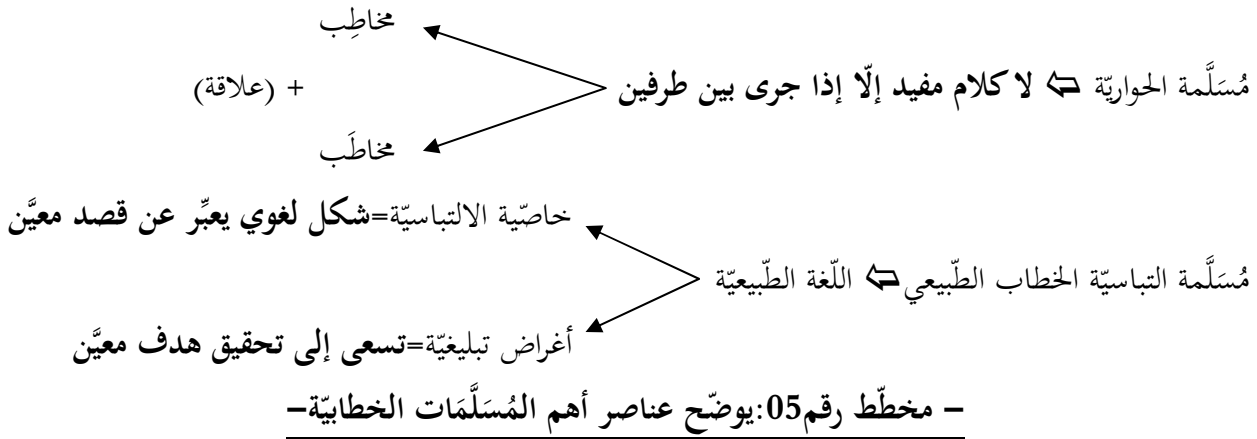 مخاطِب
مُسَلَّمة الحواريّة ⇦ لا كلام مفيد إلّا إذا جرى بين طرفين + (علاقة)
مخاطَب
خاصّية الالتباسيّة=شكل لغوي يعبِّر عن قصد معيَّن
مُسَلَّمة التباسيّة الخطاب الطّبيعي ⇦ اللّغة الطّبيعيّة
أغراض تبليغيّة=تسعى إلى تحقيق هدف معيَّن
– مخطّط رقم05:يوضّح عناصر أهم المُسَلَّمَات الخطابيّة–